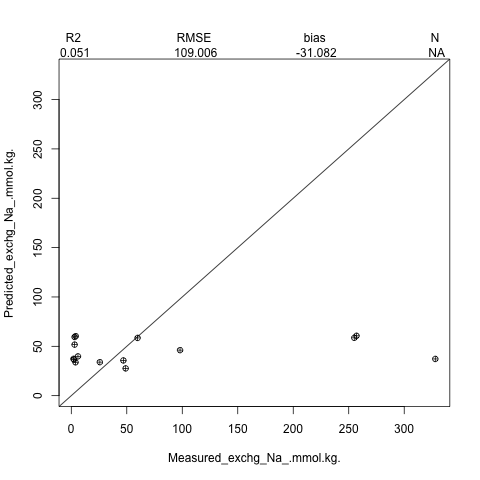 R2 RMSE bias N
0.051 109.006 -31.082 NA
300
250
200
150
100
50
0
Predicted_exchg_Na_.mmol.kg.
0 50 100 150 200 250 300
Measured_exchg_Na_.mmol.kg.